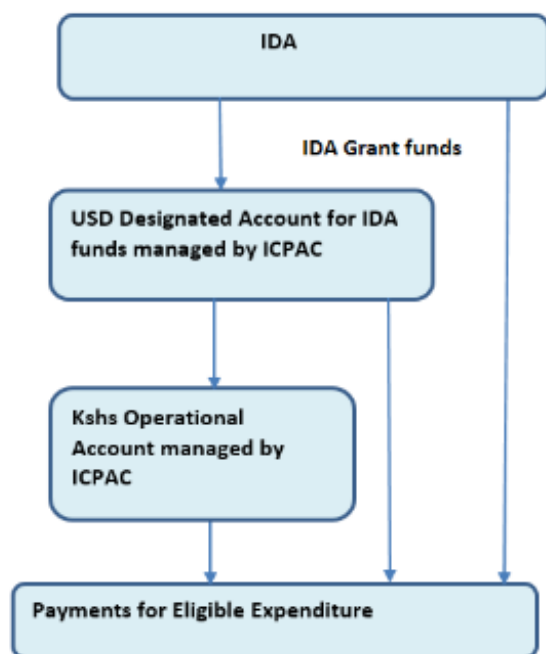 IDA
IDA Grant funds
USD Designated Account for IDA
funds managed by ICPAC
Kshs Operational
Account managed by
ICPAC
Payments for Eligible Expenditure